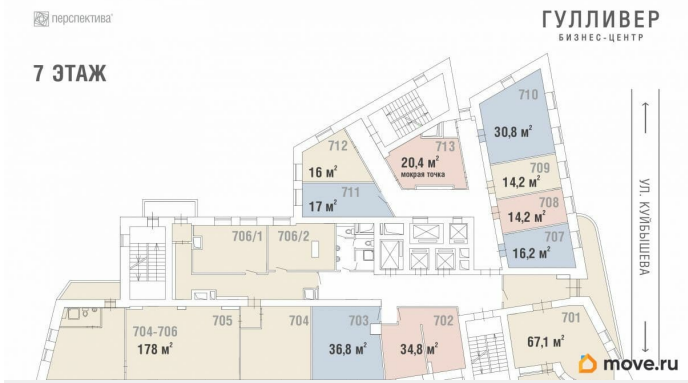 перспектива
ГУЛЛИВЕР
БИЗНЕС-ЦЕНТР
7 ЭТАЖ
710
30,8 м²
712
16 м²
713
20,4 м²
мокрая точка
709
14,2 м²
711
17 м²
708
14,2 м²
706/1
706/2
707
16,2 м²
УЛ. КУЙБЫШЕВА
704-706
178 м²
705
704
703
36,8 м²
702
34,8 м²
701
67,1 м²
move.ru